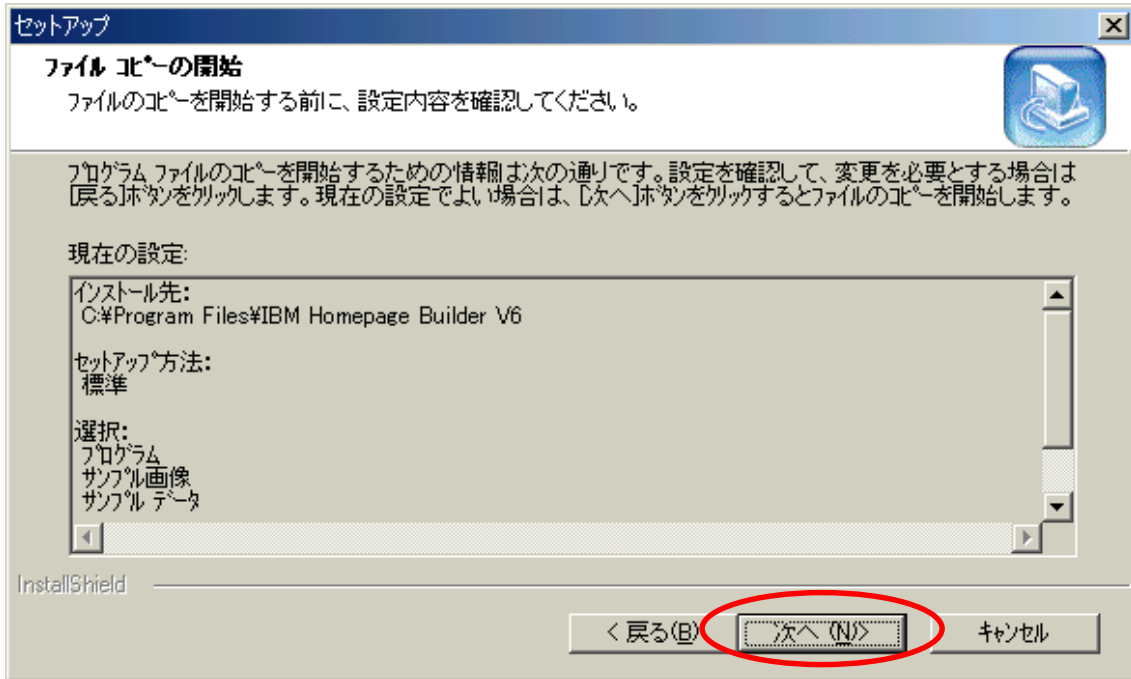 セットアップ
ファイル コピーの開始
ファイルのコピーを開始する前に、設定内容を確認してください。
プログラム ファイルのコピーを開始するための情報は次の通りです。設定を確認して、変更を必要とする場合は
[戻る]ボタンをクリックします。現在の設定でよい場合は、[次へ]ボタンをクリックするとファイルのコピーを開始します。
現在の設定:
インストール先:
C:¥Program Files¥IBM Homepage Builder V6
セットアップ方法:
標準
選択:
プログラム
サンプル画像
サンプル データ
InstallShield
< 戻る(B)
次へ (N)>
キャンセル